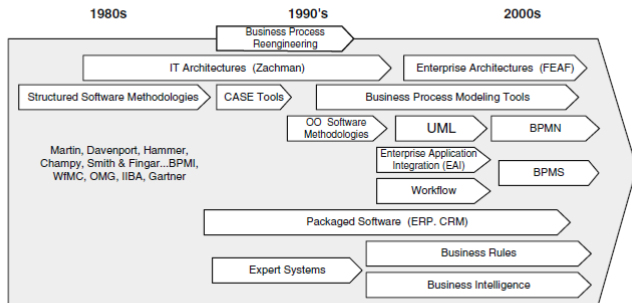 1980s
1990's
2000s
Business Process
Reengineering
IT Architectures (Zachman)
Enterprise Architectures (FEAF)
Structured Software Methodologies
CASE Tools
Business Process Modeling Tools
OO Software
Methodologies
UML
BPMN
Martin, Davenport, Hammer,
Champy, Smith & Fingar...BPMI,
WfMC, OMG, IIBA, Gartner
Enterprise Application
Integration (EAI)
BPMS
Workflow
Packaged Software (ERP. CRM)
Business Rules
Expert Systems
Business Intelligence